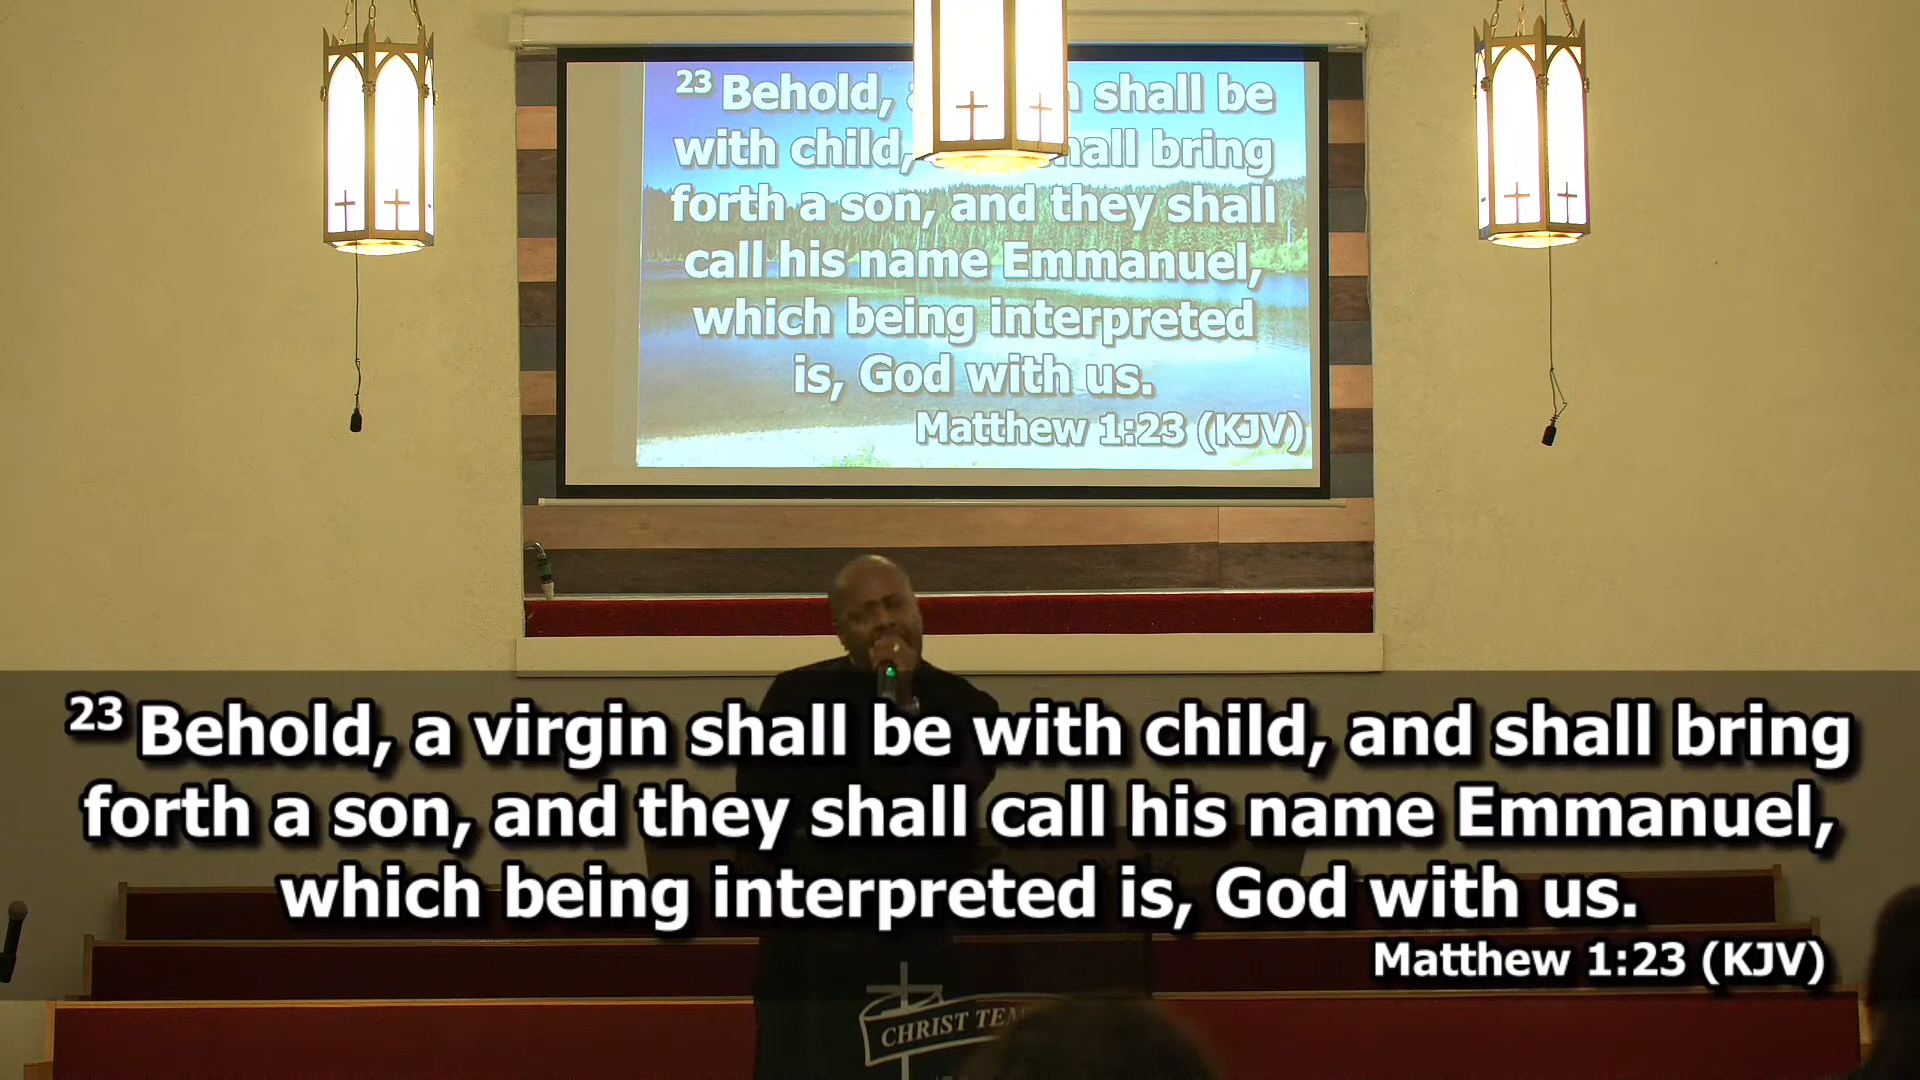 23 Behold, shall be
with child, hall bring
forth a son, and they shall
call his name Emmanuel,
which being interpreted
is, God with us.
Matthew 1:23 (KJV)
23 Behold, a virgin shall be with child, and shall bring
forth a son, and they shall call his name Emmanuel,
which being interpreted is, God with us.
Matthew 1:23 (KJV)
CHRIST TEM